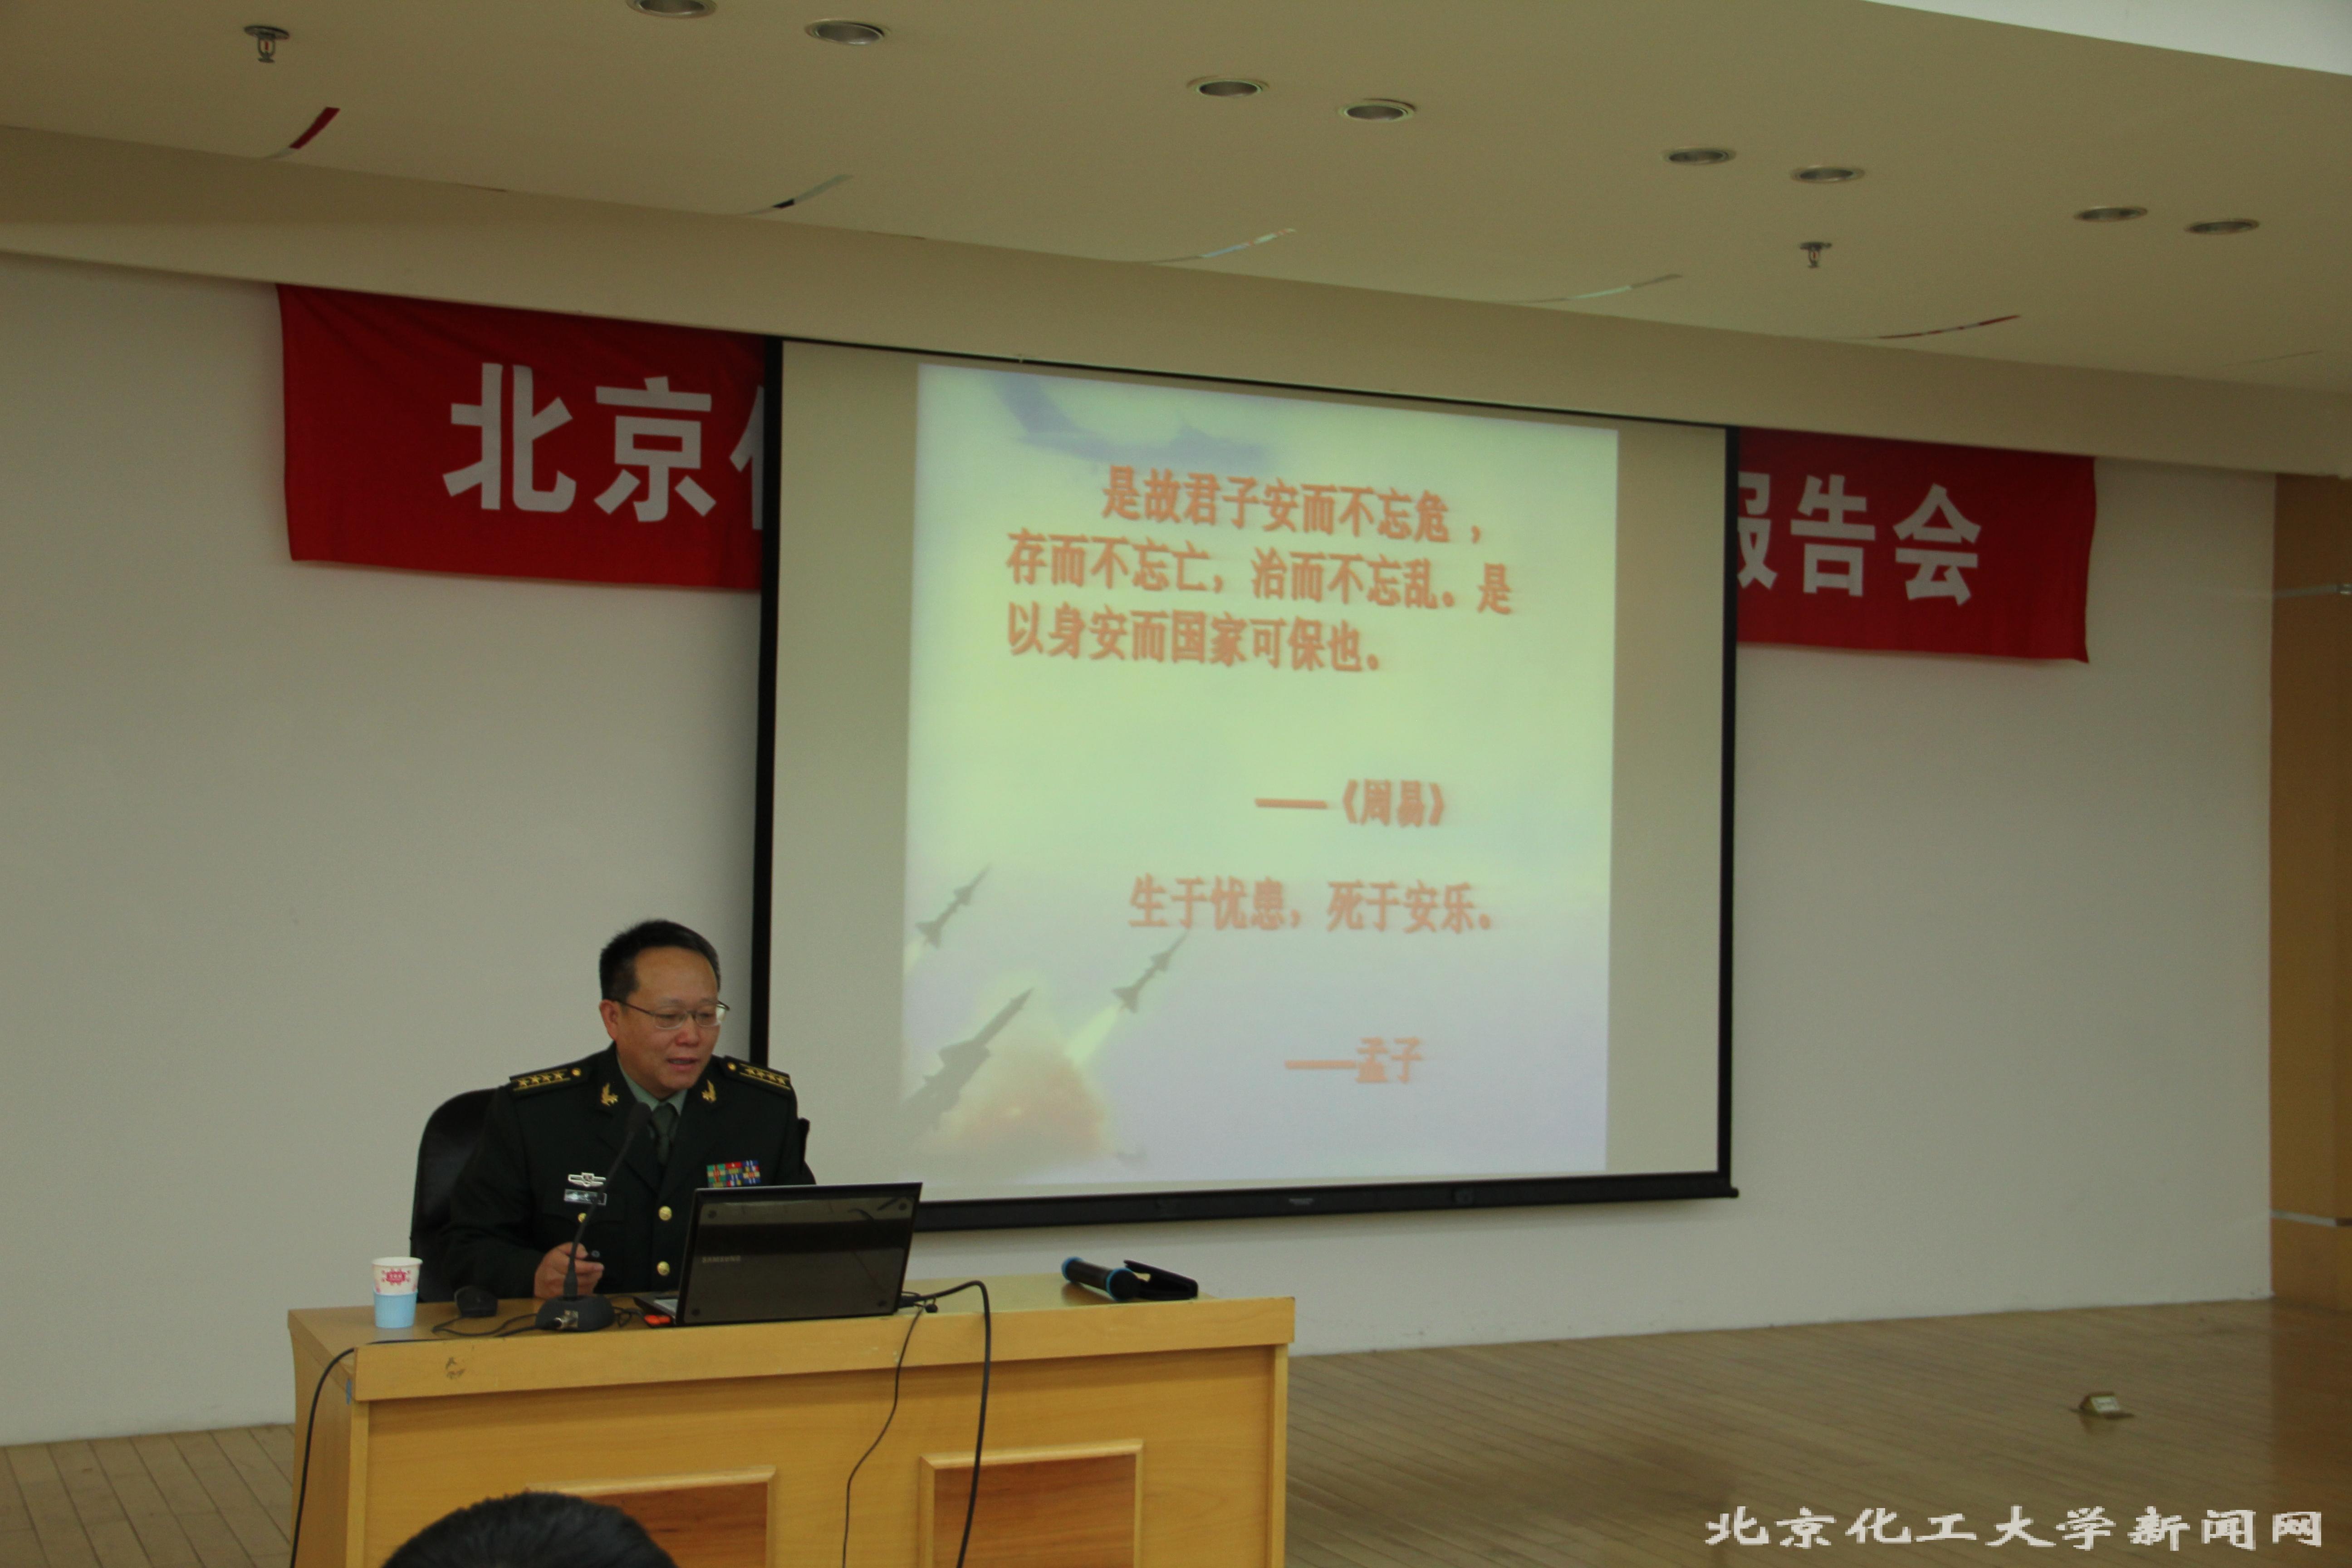 北京
报告会
是故君子安而不忘危，
存而不忘亡，治而不忘乱。是
以身安而国家可保也。
——《周易》
生于忧患，死于安乐。
——孟子
SAMSUNG
北京化工大学新闻网